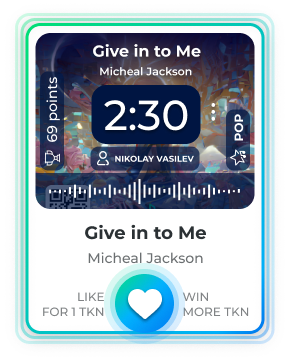 Give in to Me
Micheal Jackson
69 points
2:30
POP
NIKOLAY VASILEV
Give in to Me
Micheal Jackson
LIKE
FOR 1 TKN
WIN
MORE TKN